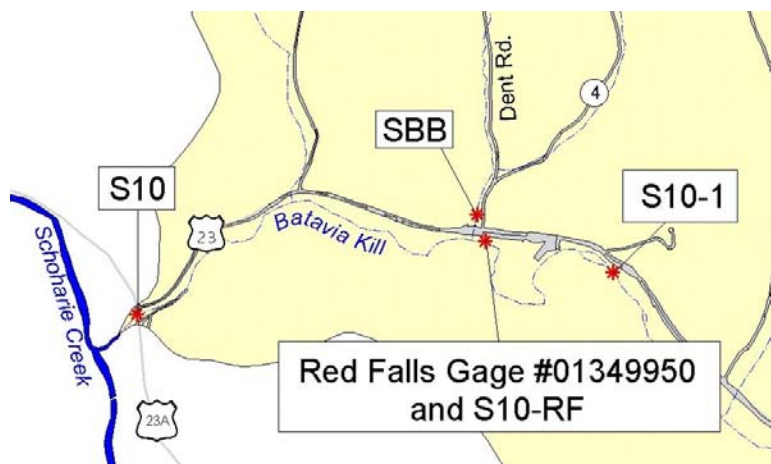 Dent Rd.
4
SBB
S10
S10-1
23
Batavia Kill
Schoharie Creek
Red Falls Gage #01349950
and S10-RF
23A